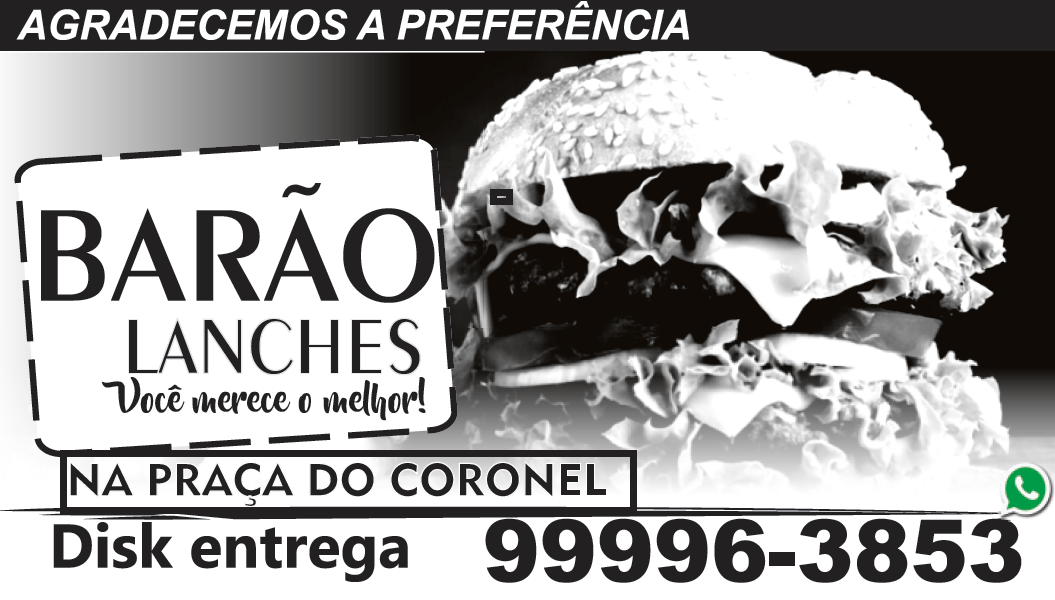 AGRADECEMOS A PREFERÊNCIA
BARÃO
LANCHES
Você merece o melhor!
NA PRAÇA DO CORONEL
Disk entrega
99996-3853